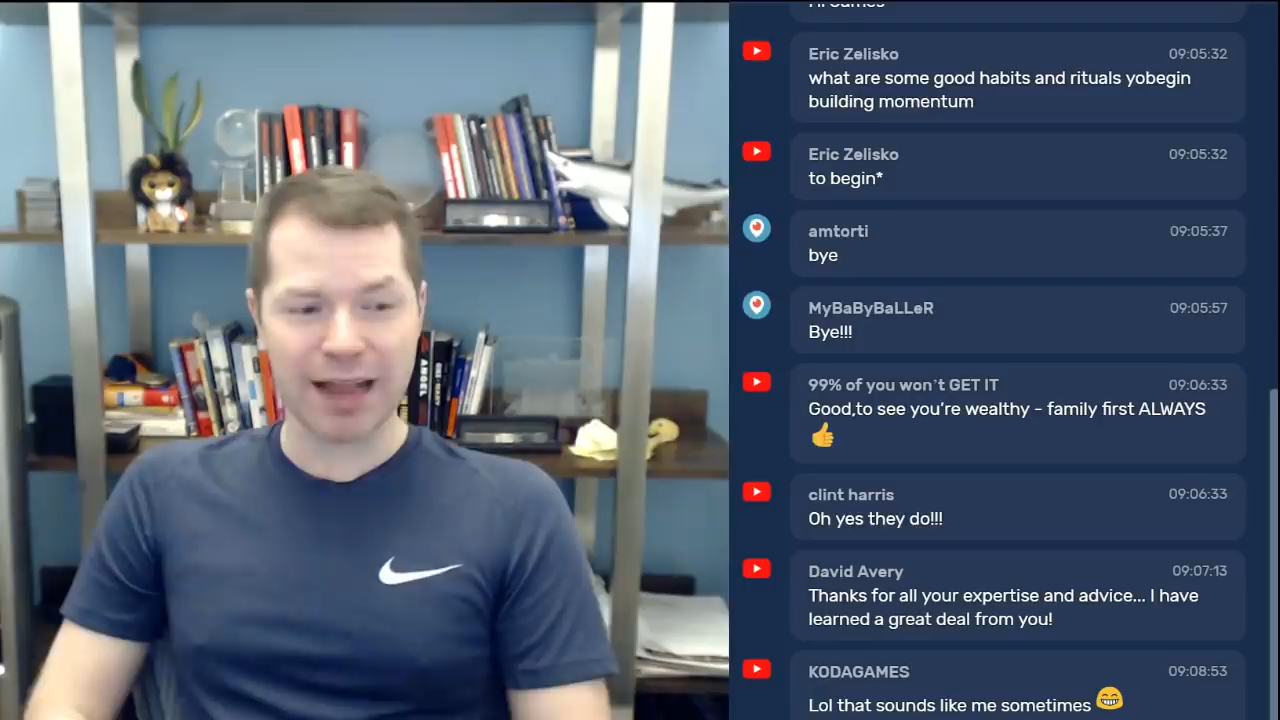 Eric Zelisko 09:05:32
what are some good habits and rituals yobegin
building momentum
Eric Zelisko 09:05:32
to begin*
amtorti 09:05:37
bye
MyBaByBaLLeR 09:05:57
Bye!!!
99% of you won't GET IT 09:06:33
Good,to see you're wealthy - family first ALWAYS
👍
clint harris 09:06:33
Oh yes they do!!!
David Avery 09:07:13
Thanks for all your expertise and advice... I have
learned a great deal from you!
KODAGAMES 09:08:53
Lol that sounds like me sometimes 😁
ANGEL